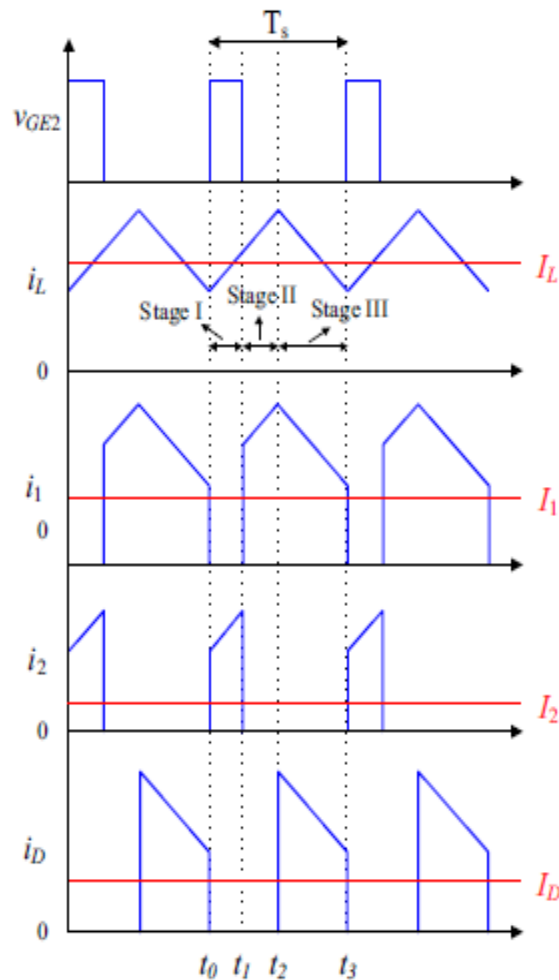 Ts
vGE2
iL
IL
Stage I
Stage II
Stage III
0
i1
I1
0
i2
I2
0
iD
ID
0
t0 t1 t2 t3